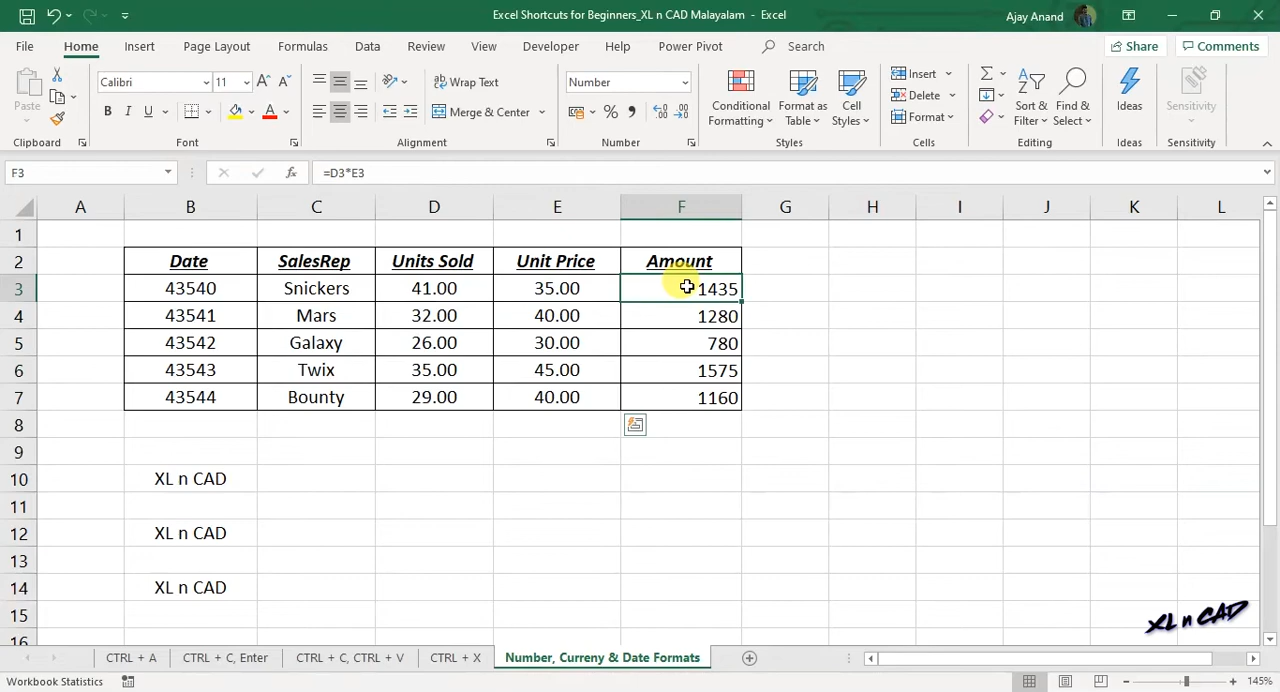 Excel Shortcuts for Beginners_XL n CAD Malayalam - Excel
Ajay Anand
File Home Insert Page Layout Formulas Data Review View Developer Help Power Pivot Search Share Comments
Paste
Calibri 11 A A
B I U A
Wrap Text
Merge & Center
Number
% ,
Conditional Formatting
Format as Table
Cell Styles
Insert
Delete
Format
Sort & Filter
Find & Select
Ideas
Sensitivity
Clipboard Font Alignment Number Styles Cells Editing Ideas Sensitivity
F3 fx =D3*E3
A B C D E F G H I J K L
1
2 Date SalesRep Units Sold Unit Price Amount
3 43540 Snickers 41.00 35.00 1435
4 43541 Mars 32.00 40.00 1280
5 43542 Galaxy 26.00 30.00 780
6 43543 Twix 35.00 45.00 1575
7 43544 Bounty 29.00 40.00 1160
8
9
10 XL n CAD
11
12 XL n CAD
13
14 XL n CAD
15
16
XL n CAD
CTRL + A CTRL + C, Enter CTRL + C, CTRL + V CTRL + X Number, Curreny & Date Formats
Workbook Statistics 145%